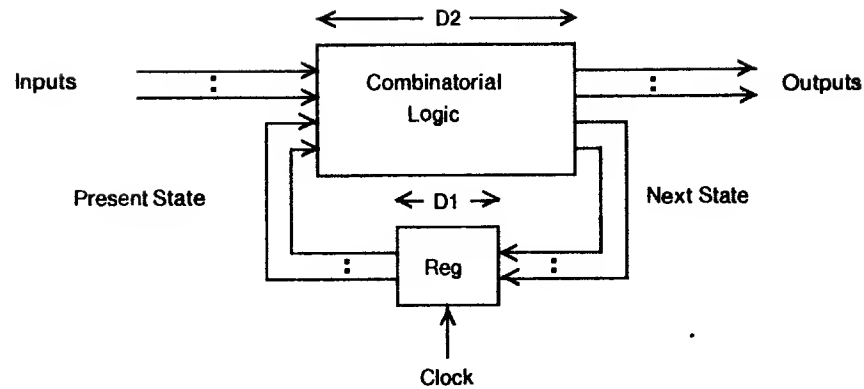 D2
Inputs
Combinatorial
Logic
Outputs
Present State
D1
Next State
Reg
Clock